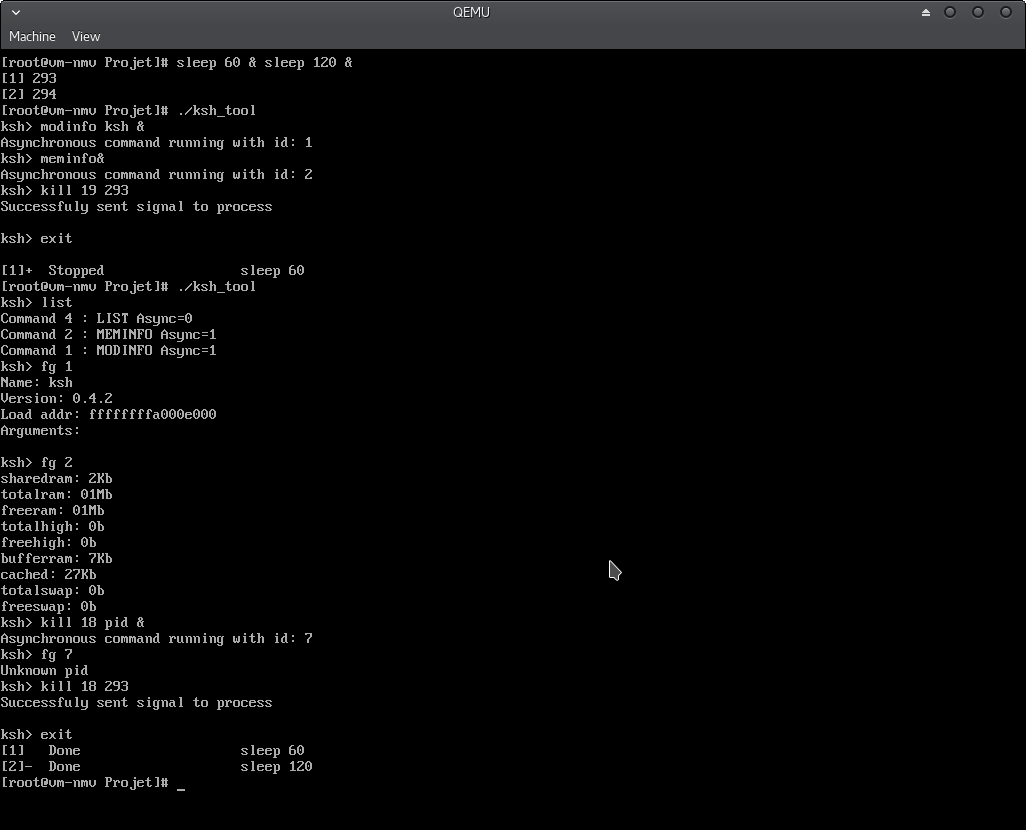 QEMU
Machine View
[root@vm-nmv Projet]# sleep 60 & sleep 120 &
[1] 293
[2] 294
[root@vm-nmv Projet]# ./ksh_tool
ksh> modinfo ksh &
Asynchronous command running with id: 1
ksh> meminfo&
Asynchronous command running with id: 2
ksh> kill 19 293
Successfuly sent signal to process
ksh> exit
[1]+ Stopped sleep 60
[root@vm-nmv Projet]# ./ksh_tool
ksh> list
Command 4 : LIST Async=0
Command 2 : MEMINFO Async=1
Command 1 : MODINFO Async=1
ksh> fg 1
Name: ksh
Version: 0.4.2
Load addr: ffffffffa000e000
Arguments:
ksh> fg 2
sharedram: 2Kb
totalram: 01Mb
freeram: 01Mb
totalhigh: 0b
freehigh: 0b
bufferram: 7Kb
cached: 27Kb
totalswap: 0b
freeswap: 0b
ksh> kill 18 pid &
Asynchronous command running with id: 7
ksh> fg 7
Unknown pid
ksh> kill 18 293
Successfuly sent signal to process
ksh> exit
[1] Done sleep 60
[2]- Done sleep 120
[root@vm-nmv Projet]# _